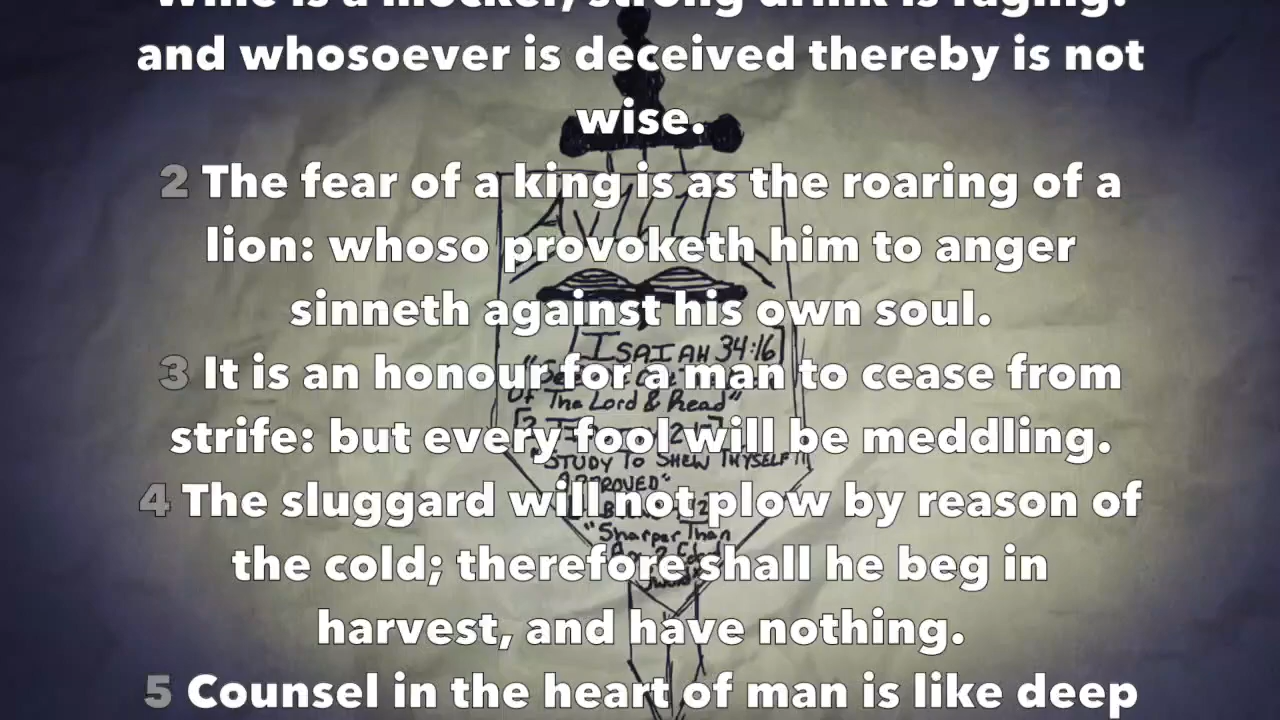 Wine is a mocker, strong drink is raging:
and whosoever is deceived thereby is not
wise.
2 The fear of a king is as the roaring of a
lion: whoso provoketh him to anger
sinneth against his own soul.
ISAIAH 34:16]
3 It is an honour for a man to cease from
Of The Lord & Read"
strife: but every fool will be meddling.
"STUDY TO SHEW THYSELF
APPROVED"
4 The sluggard will not plow by reason of
"Sharper Than
the cold; therefore shall he beg in
harvest, and have nothing.
5 Counsel in the heart of man is like deep